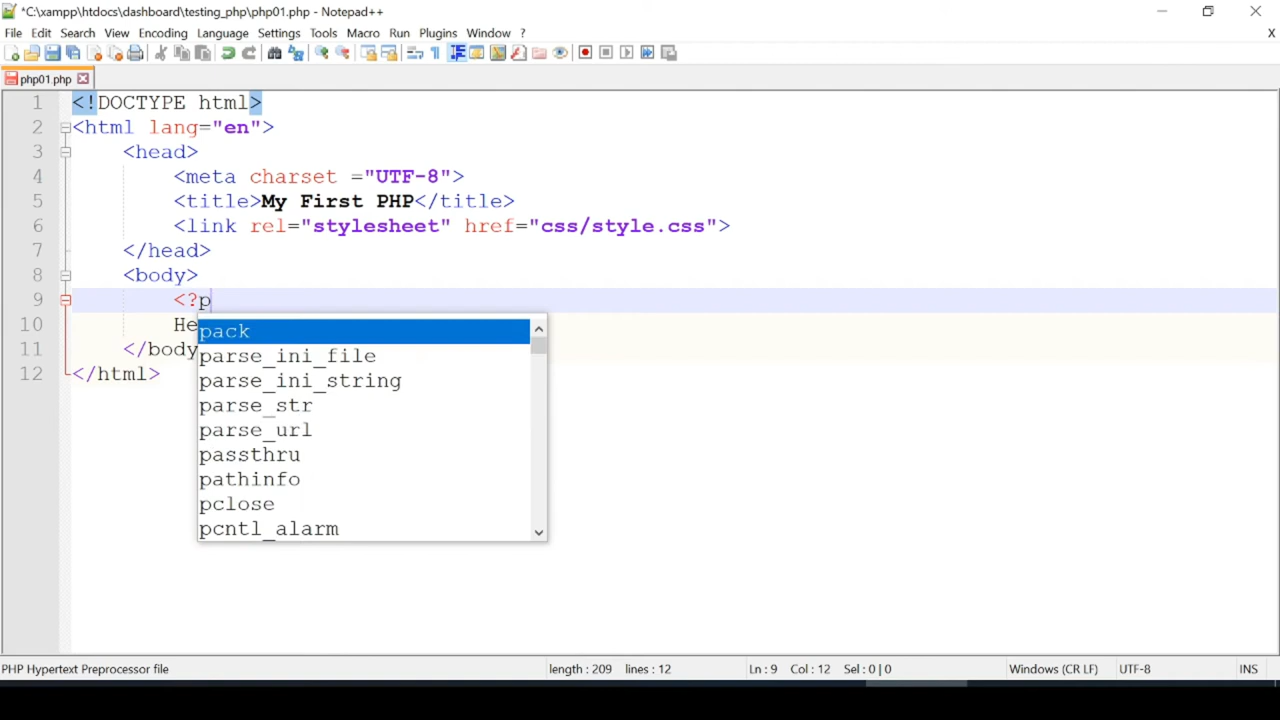 *C:\xampp\htdocs\dashboard\testing_php\php01.php - Notepad++
File Edit Search View Encoding Language Settings Tools Macro Run Plugins Window ? X
php01.php
1 <!DOCTYPE html>
2 <html lang="en">
3 <head>
4 <meta charset ="UTF-8">
5 <title>My First PHP</title>
6 <link rel="stylesheet" href="css/style.css">
7 </head>
8 <body>
9 <?p
10 He
11 </body
12 </html>
pack
parse_ini_file
parse_ini_string
parse_str
parse_url
passthru
pathinfo
pclose
pcntl_alarm
PHP Hypertext Preprocessor file length : 209 lines : 12 Ln : 9 Col : 12 Sel : 0 | 0 Windows (CR LF) UTF-8 INS